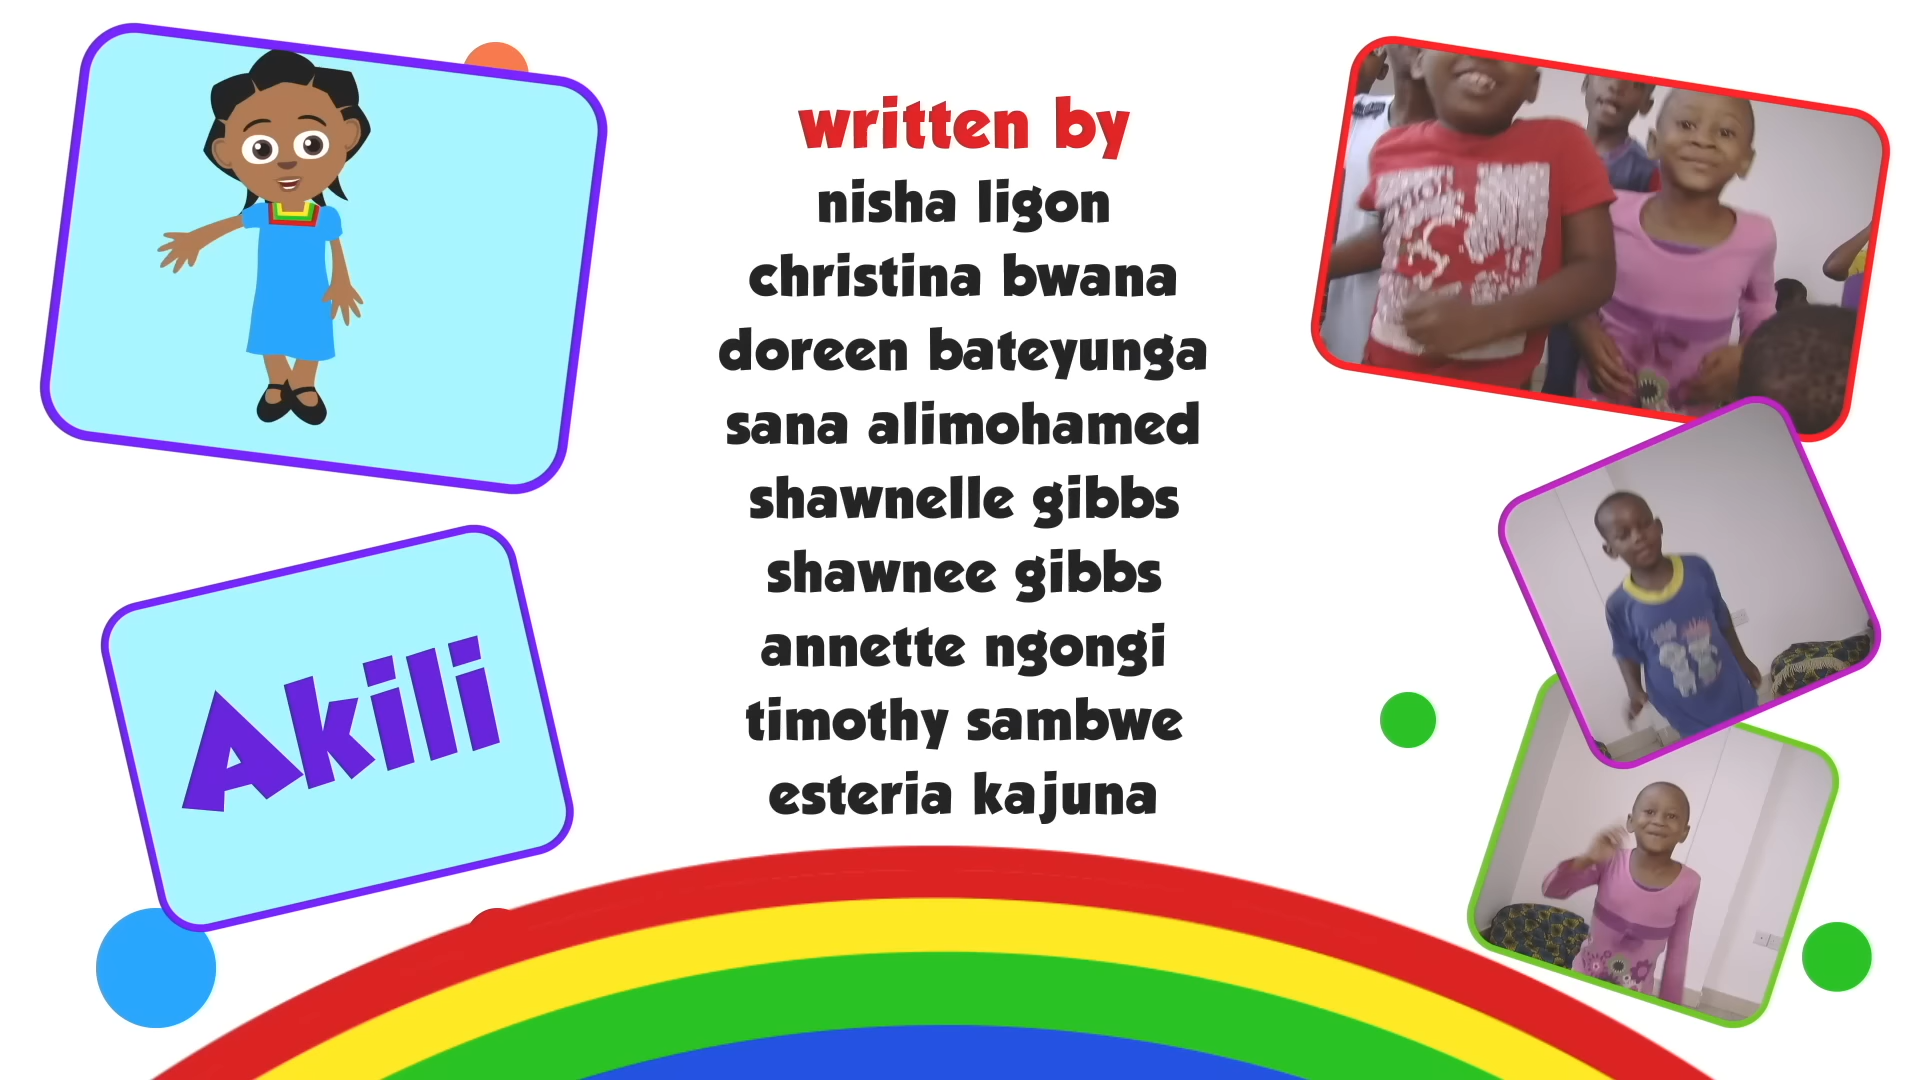 written by
nisha ligon
christina bwana
doreen bateyunga
sana alimohamed
shawnelle gibbs
shawnee gibbs
annette ngongi
timothy sambwe
esteria kajuna
Akili